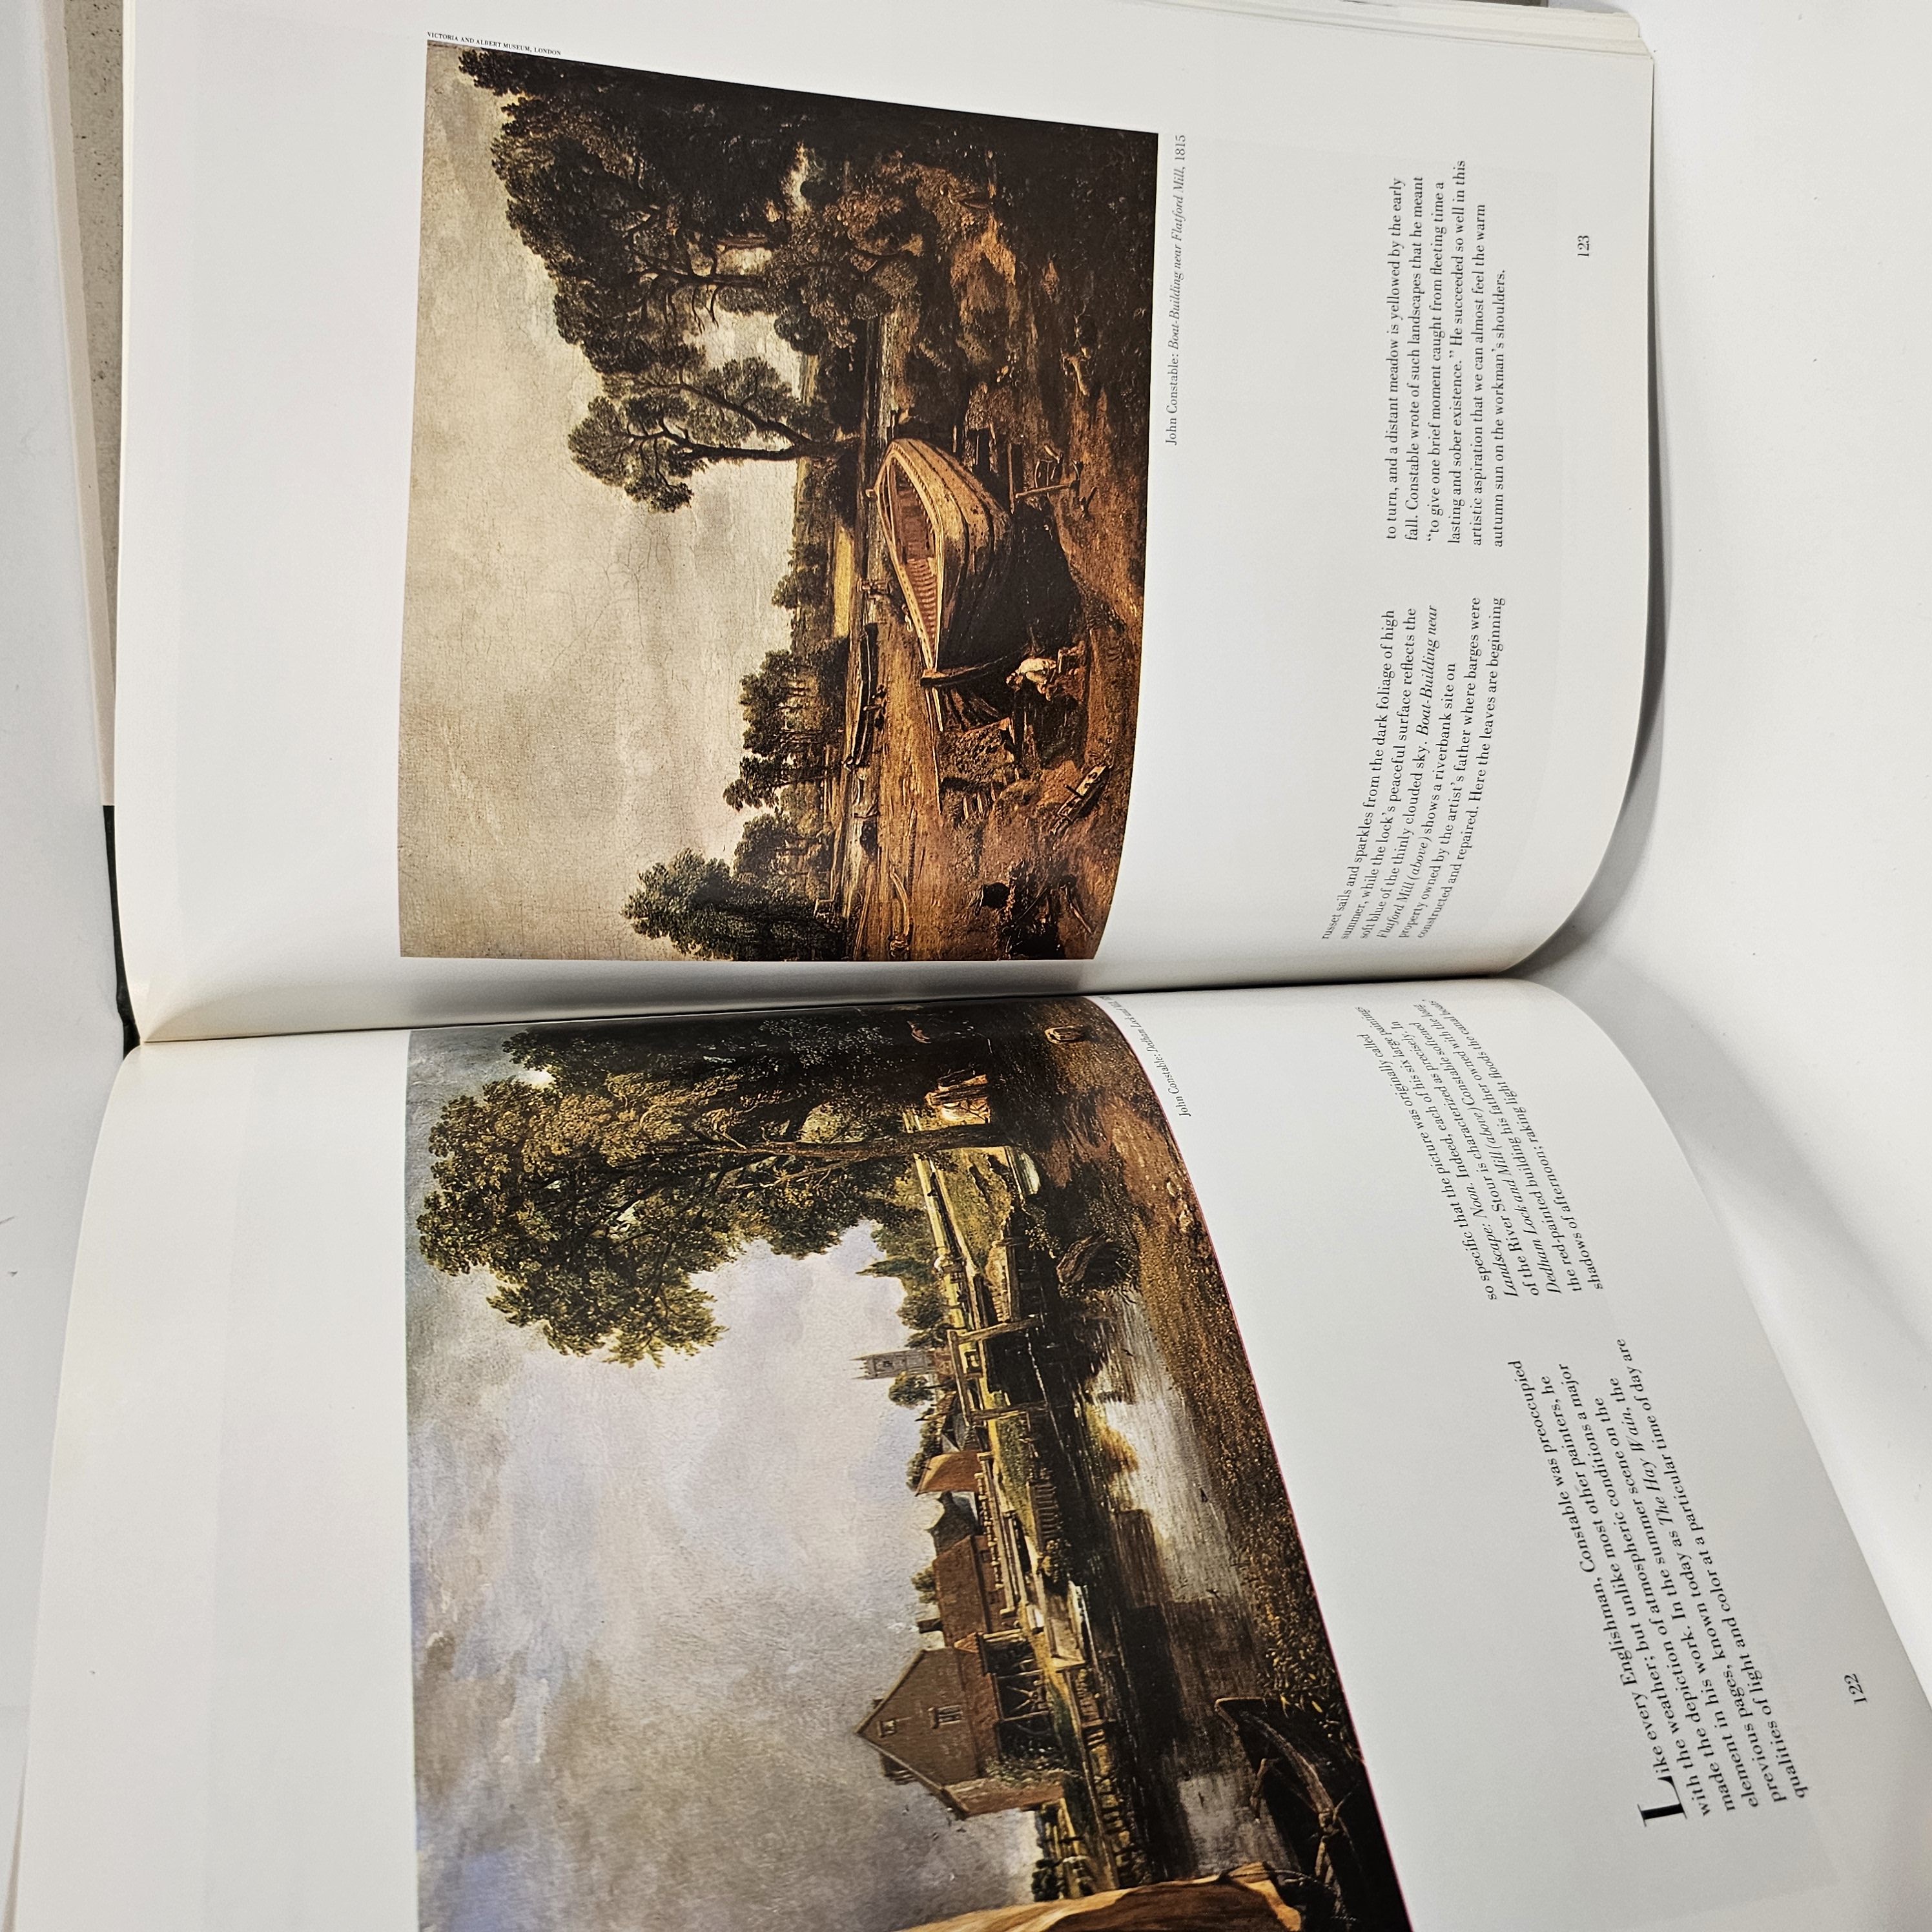 John Constable: Dedham Lock and Mill,
Like every Englishman, Constable was preoccupied
with the weather; but unlike most other painters, he
made the depiction of atmospheric conditions a major
element in his work. In the summer scene on the
previous pages, known today as The Hay Wain, the
qualities of light and color at a particular time of day are
so specific that the picture was originally called
Landscape: Noon. Indeed, each of his six large paintings
of the River Stour is characterized as precisely. In
Dedham Lock and Mill (above) Constable softened
the red-painted building his father owned with the long
shadows of afternoon; raking light floods the canal boats'
122
VICTORIA AND ALBERT MUSEUM, LONDON
John Constable: Boat-Building near Flatford Mill, 1815
russet sails and sparkles from the dark foliage of high
summer, while the lock's peaceful surface reflects the
soft blue of the thinly clouded sky. Boat-Building near
Flatford Mill (above) shows a riverbank site on
property owned by the artist's father where barges were
constructed and repaired. Here the leaves are beginning
to turn, and a distant meadow is yellowed by the early
fall. Constable wrote of such landscapes that he meant
"to give one brief moment caught from fleeting time a
lasting and sober existence." He succeeded so well in this
artistic aspiration that we can almost feel the warm
autumn sun on the workman's shoulders.
123